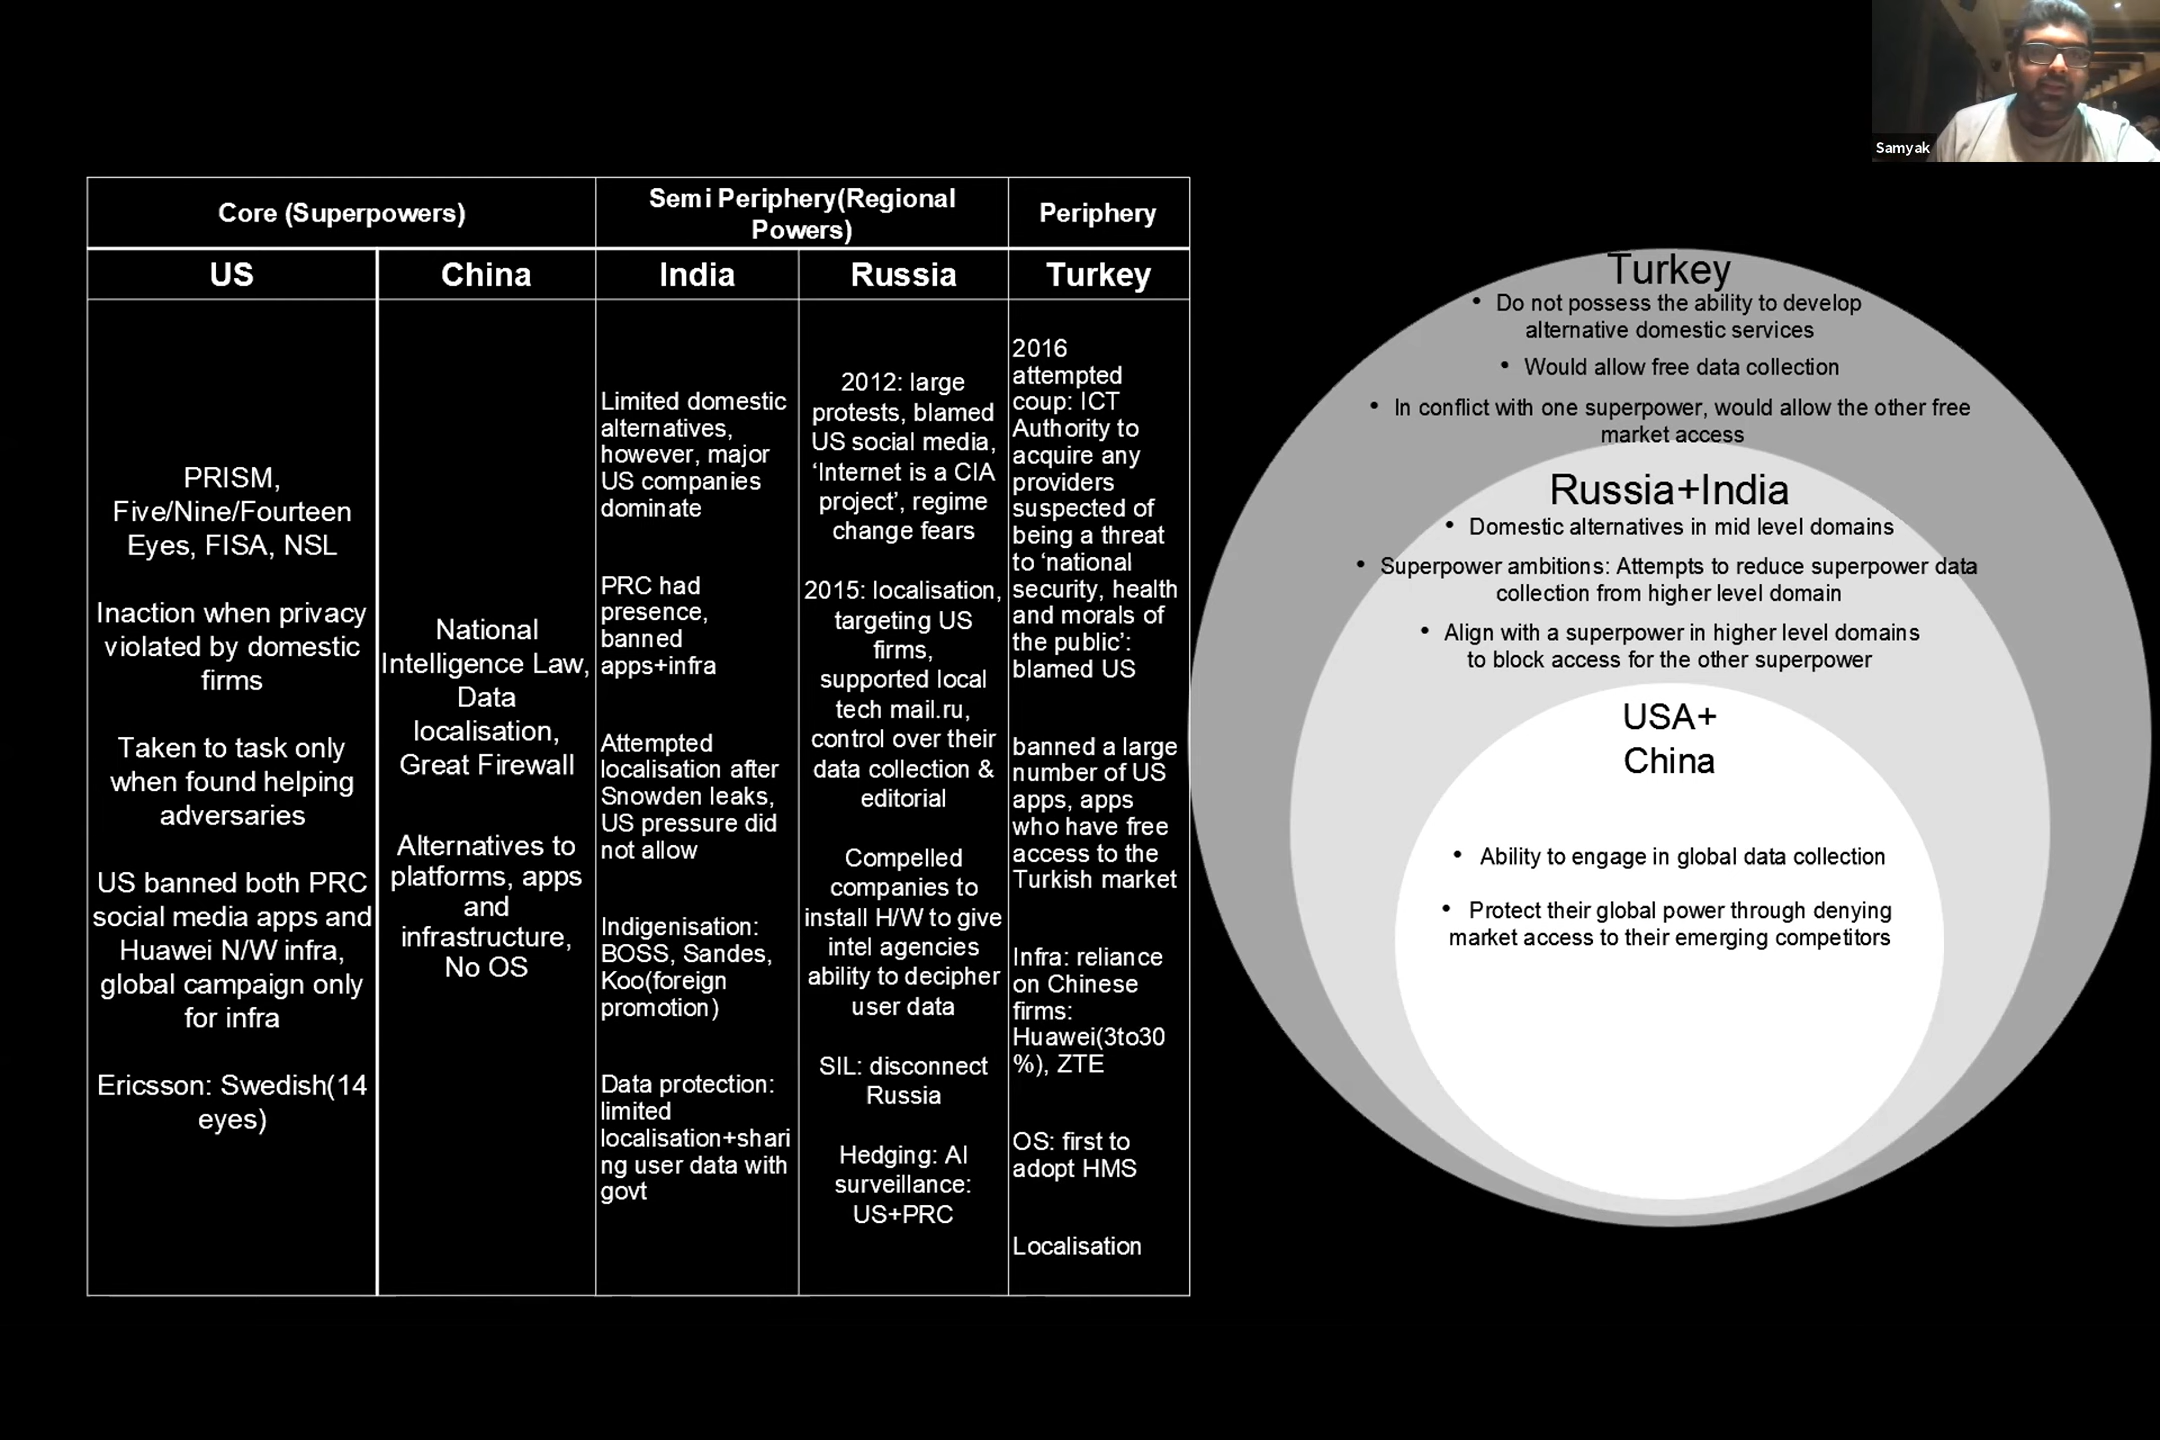 Samyak
Core (Superpowers)
Semi Periphery(Regional
Powers)
Periphery
US
China
India
Russia
Turkey
PRISM,
Five/Nine/Fourteen
Eyes, FISA, NSL
Inaction when privacy
violated by domestic
firms
Taken to task only
when found helping
adversaries
US banned both PRC
social media apps and
Huawei N/W infra,
global campaign only
for infra
Ericsson: Swedish(14
eyes)
National
Intelligence Law,
Data
localisation,
Great Firewall
Alternatives to
platforms, apps
and
infrastructure,
No OS
Limited domestic
alternatives,
however, major
US companies
dominate
PRC had
presence,
banned
apps+infra
Attempted
localisation after
Snowden leaks,
US pressure did
not allow
Indigenisation:
BOSS, Sandes,
Koo(foreign
promotion)
Data protection:
limited
localisation+shari
ng user data with
govt
2012: large
protests, blamed
US social media,
‘Internet is a CIA
project’, regime
change fears
2015: localisation,
targeting US
firms,
supported local
tech mail.ru,
control over their
data collection &
editorial
Compelled
companies to
install H/W to give
intel agencies
ability to decipher
user data
SIL: disconnect
Russia
Hedging: AI
surveillance:
US+PRC
2016
attempted
coup: ICT
Authority to
acquire any
providers
suspected of
being a threat
to ‘national
security, health
and morals of
the public’:
blamed US
banned a large
number of US
apps, apps
who have free
access to the
Turkish market
Infra: reliance
on Chinese
firms:
Huawei(3to30
%), ZTE
OS: first to
adopt HMS
Localisation
Turkey
• Do not possess the ability to develop
alternative domestic services
• Would allow free data collection
• In conflict with one superpower, would allow the other free
market access
Russia+India
• Domestic alternatives in mid level domains
• Superpower ambitions: Attempts to reduce superpower data
collection from higher level domain
• Align with a superpower in higher level domains
to block access for the other superpower
USA+
China
• Ability to engage in global data collection
• Protect their global power through denying
market access to their emerging competitors